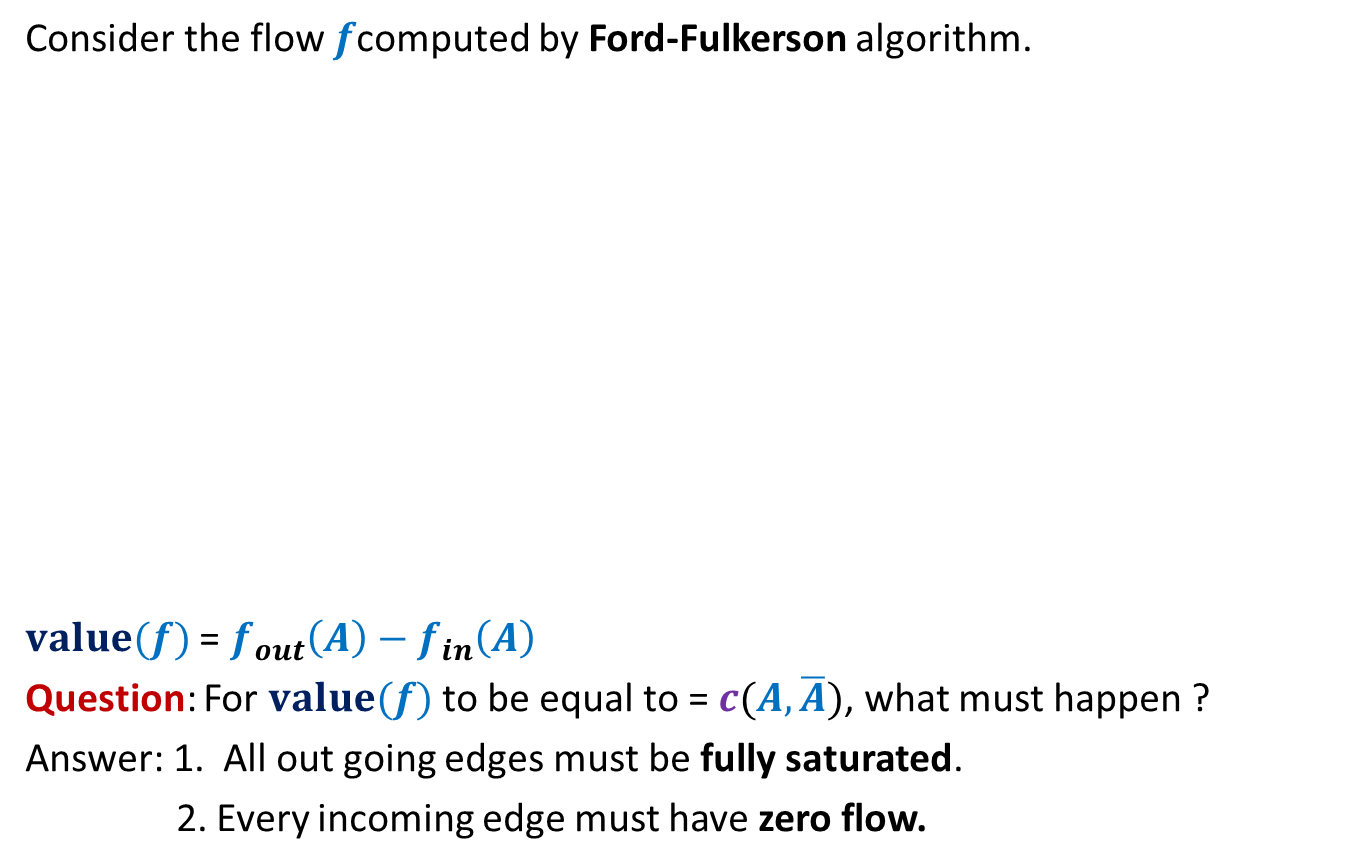 Consider the flow f computed by Ford-Fulkerson algorithm.
value(f) = f_out(A) − f_in(A)
Question: For value(f) to be equal to = c(A, A̅), what must happen ?
Answer: 1. All out going edges must be fully saturated.
2. Every incoming edge must have zero flow.